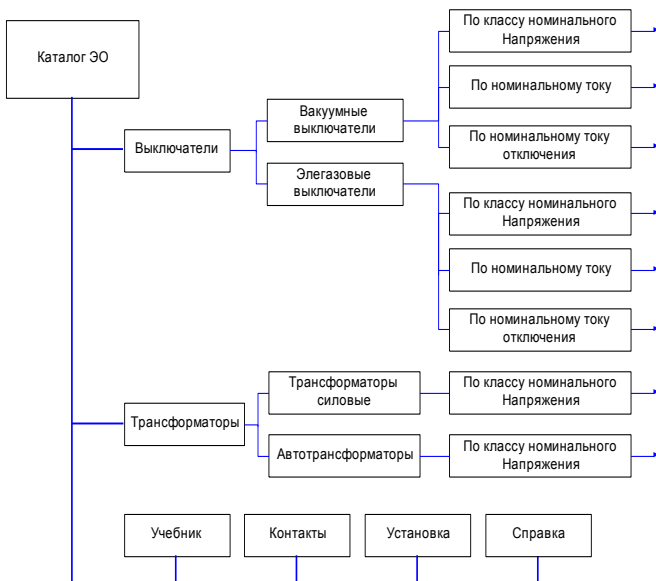 По классу номинального
Напряжения
Каталог ЭО
По номинальному току
Вакуумные
выключатели
По номинальному току
отключения
Выключатели
Элегазовые
выключатели
По классу номинального
Напряжения
По номинальному току
По номинальному току
отключения
Трансформаторы
силовые
По классу номинального
Напряжения
Трансформаторы
Автотрансформаторы
По классу номинального
Напряжения
Учебник
Контакты
Установка
Справка